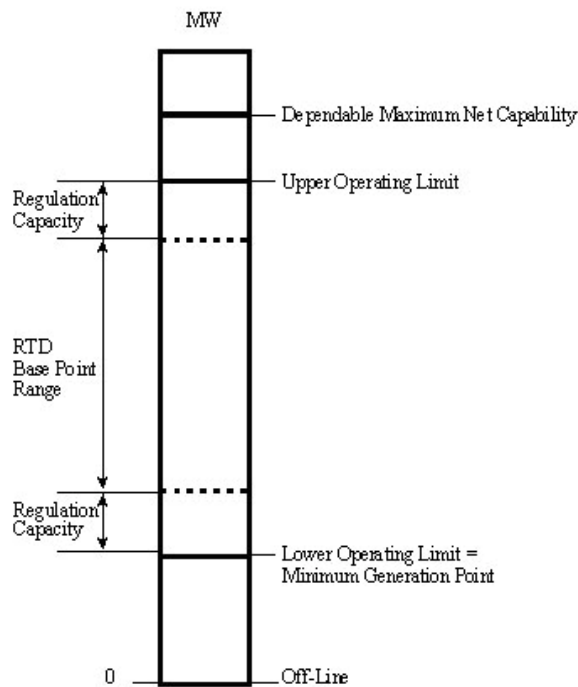 MW
Dependable Maximum Net Capability
Upper Operating Limit
Regulation
Capacity
RTD
Base Point
Range
Regulation
Capacity
Lower Operating Limit =
Minimum Generation Point
0
Off-Line